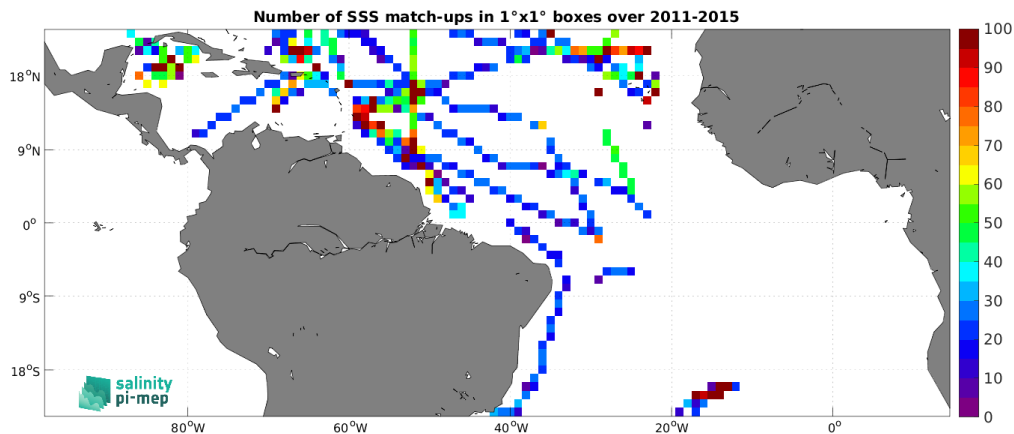 Number of SSS match-ups in 1°x1° boxes over 2011-2015
18°N
9°N
0°
9°S
18°S
80°W
60°W
40°W
20°W
0°
100
90
80
70
60
50
40
30
20
10
0
salinity
pi-mep